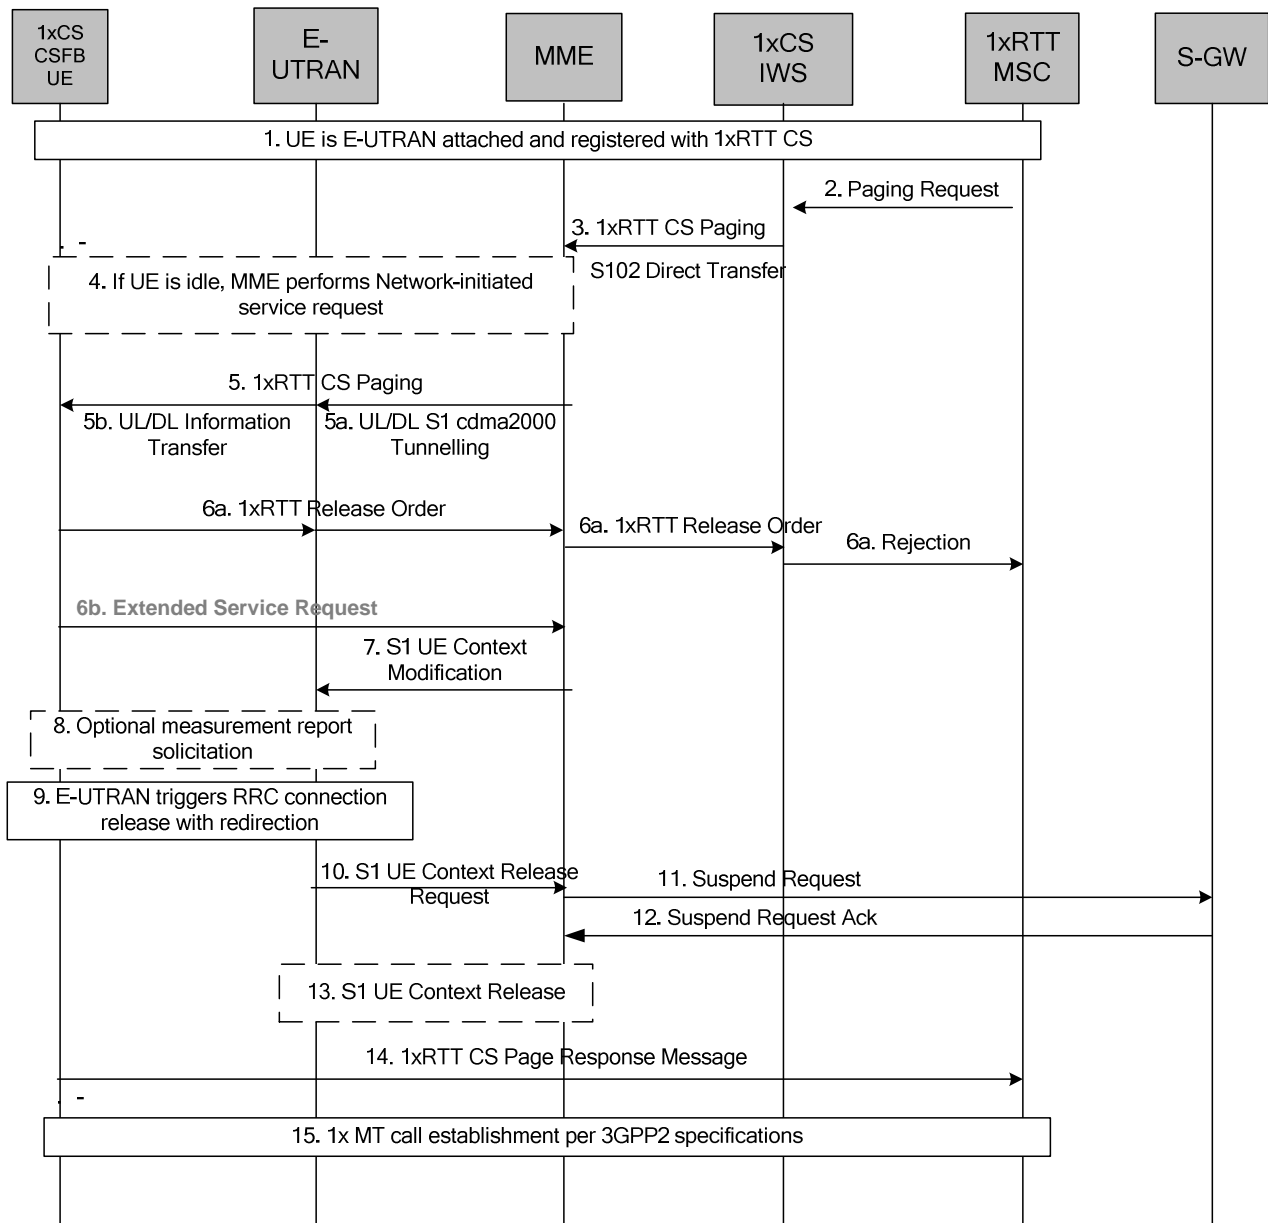 1xCS
CSFB
UE
E-
UTRAN
MME
1xCS
IWS
1xRTT
MSC
S-GW
1. UE is E-UTRAN attached and registered with 1xRTT CS
2. Paging Request
3. 1xRTT CS Paging
S102 Direct Transfer
4. If UE is idle, MME performs Network-initiated
service request
5. 1xRTT CS Paging
5b. UL/DL Information
Transfer
5a. UL/DL S1 cdma2000
Tunnelling
6a. 1xRTT Release Order
6a. 1xRTT Release Order
6a. Rejection
6b. Extended Service Request
7. S1 UE Context
Modification
8. Optional measurement report
solicitation
9. E-UTRAN triggers RRC connection
release with redirection
10. S1 UE Context Release
Request
11. Suspend Request
12. Suspend Request Ack
13. S1 UE Context Release
14. 1xRTT CS Page Response Message
15. 1x MT call establishment per 3GPP2 specifications